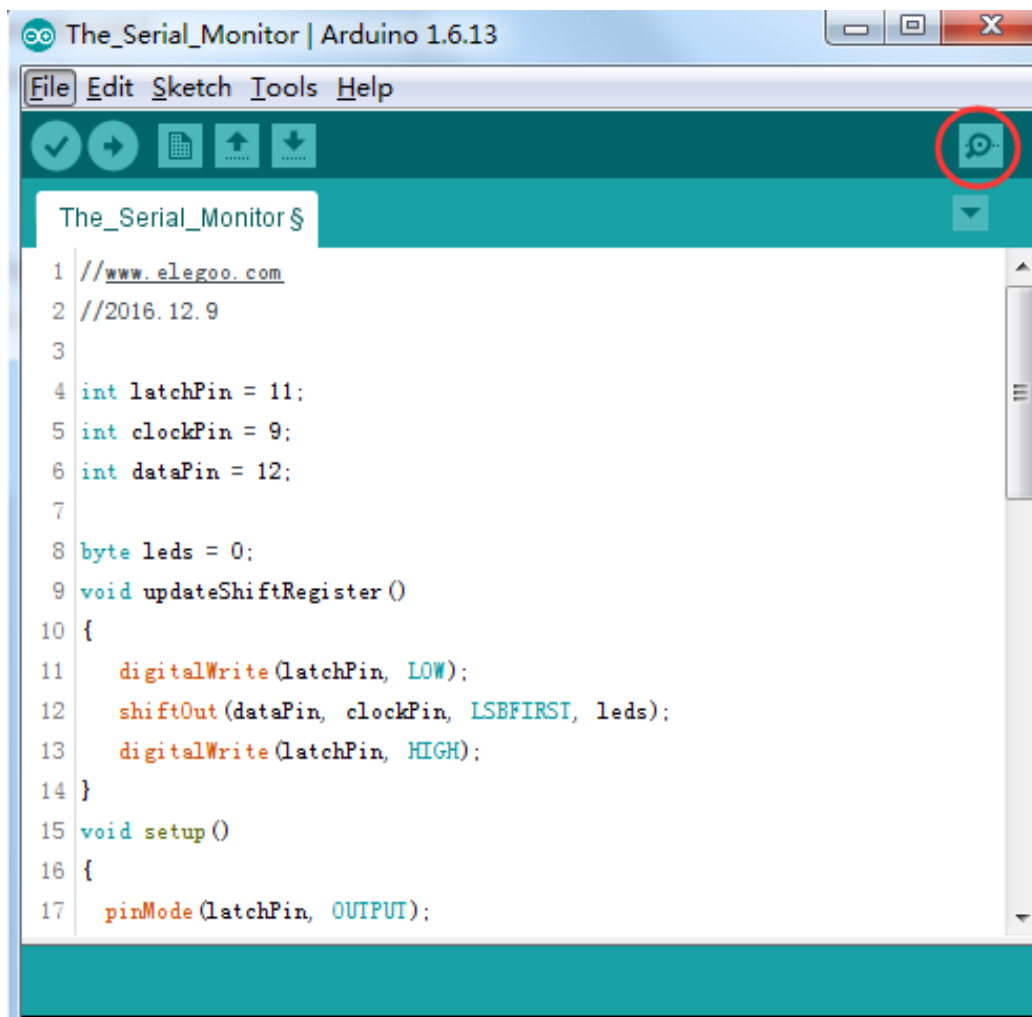 The_Serial_Monitor | Arduino 1.6.13
File Edit Sketch Tools Help
The_Serial_Monitor §
1 //www.elegoo.com
2 //2016.12.9
3
4 int latchPin = 11;
5 int clockPin = 9;
6 int dataPin = 12;
7
8 byte leds = 0;
9 void updateShiftRegister()
10 {
11 digitalWrite(latchPin, LOW);
12 shiftOut(dataPin, clockPin, LSBFIRST, leds);
13 digitalWrite(latchPin, HIGH);
14 }
15 void setup()
16 {
17 pinMode(latchPin, OUTPUT);